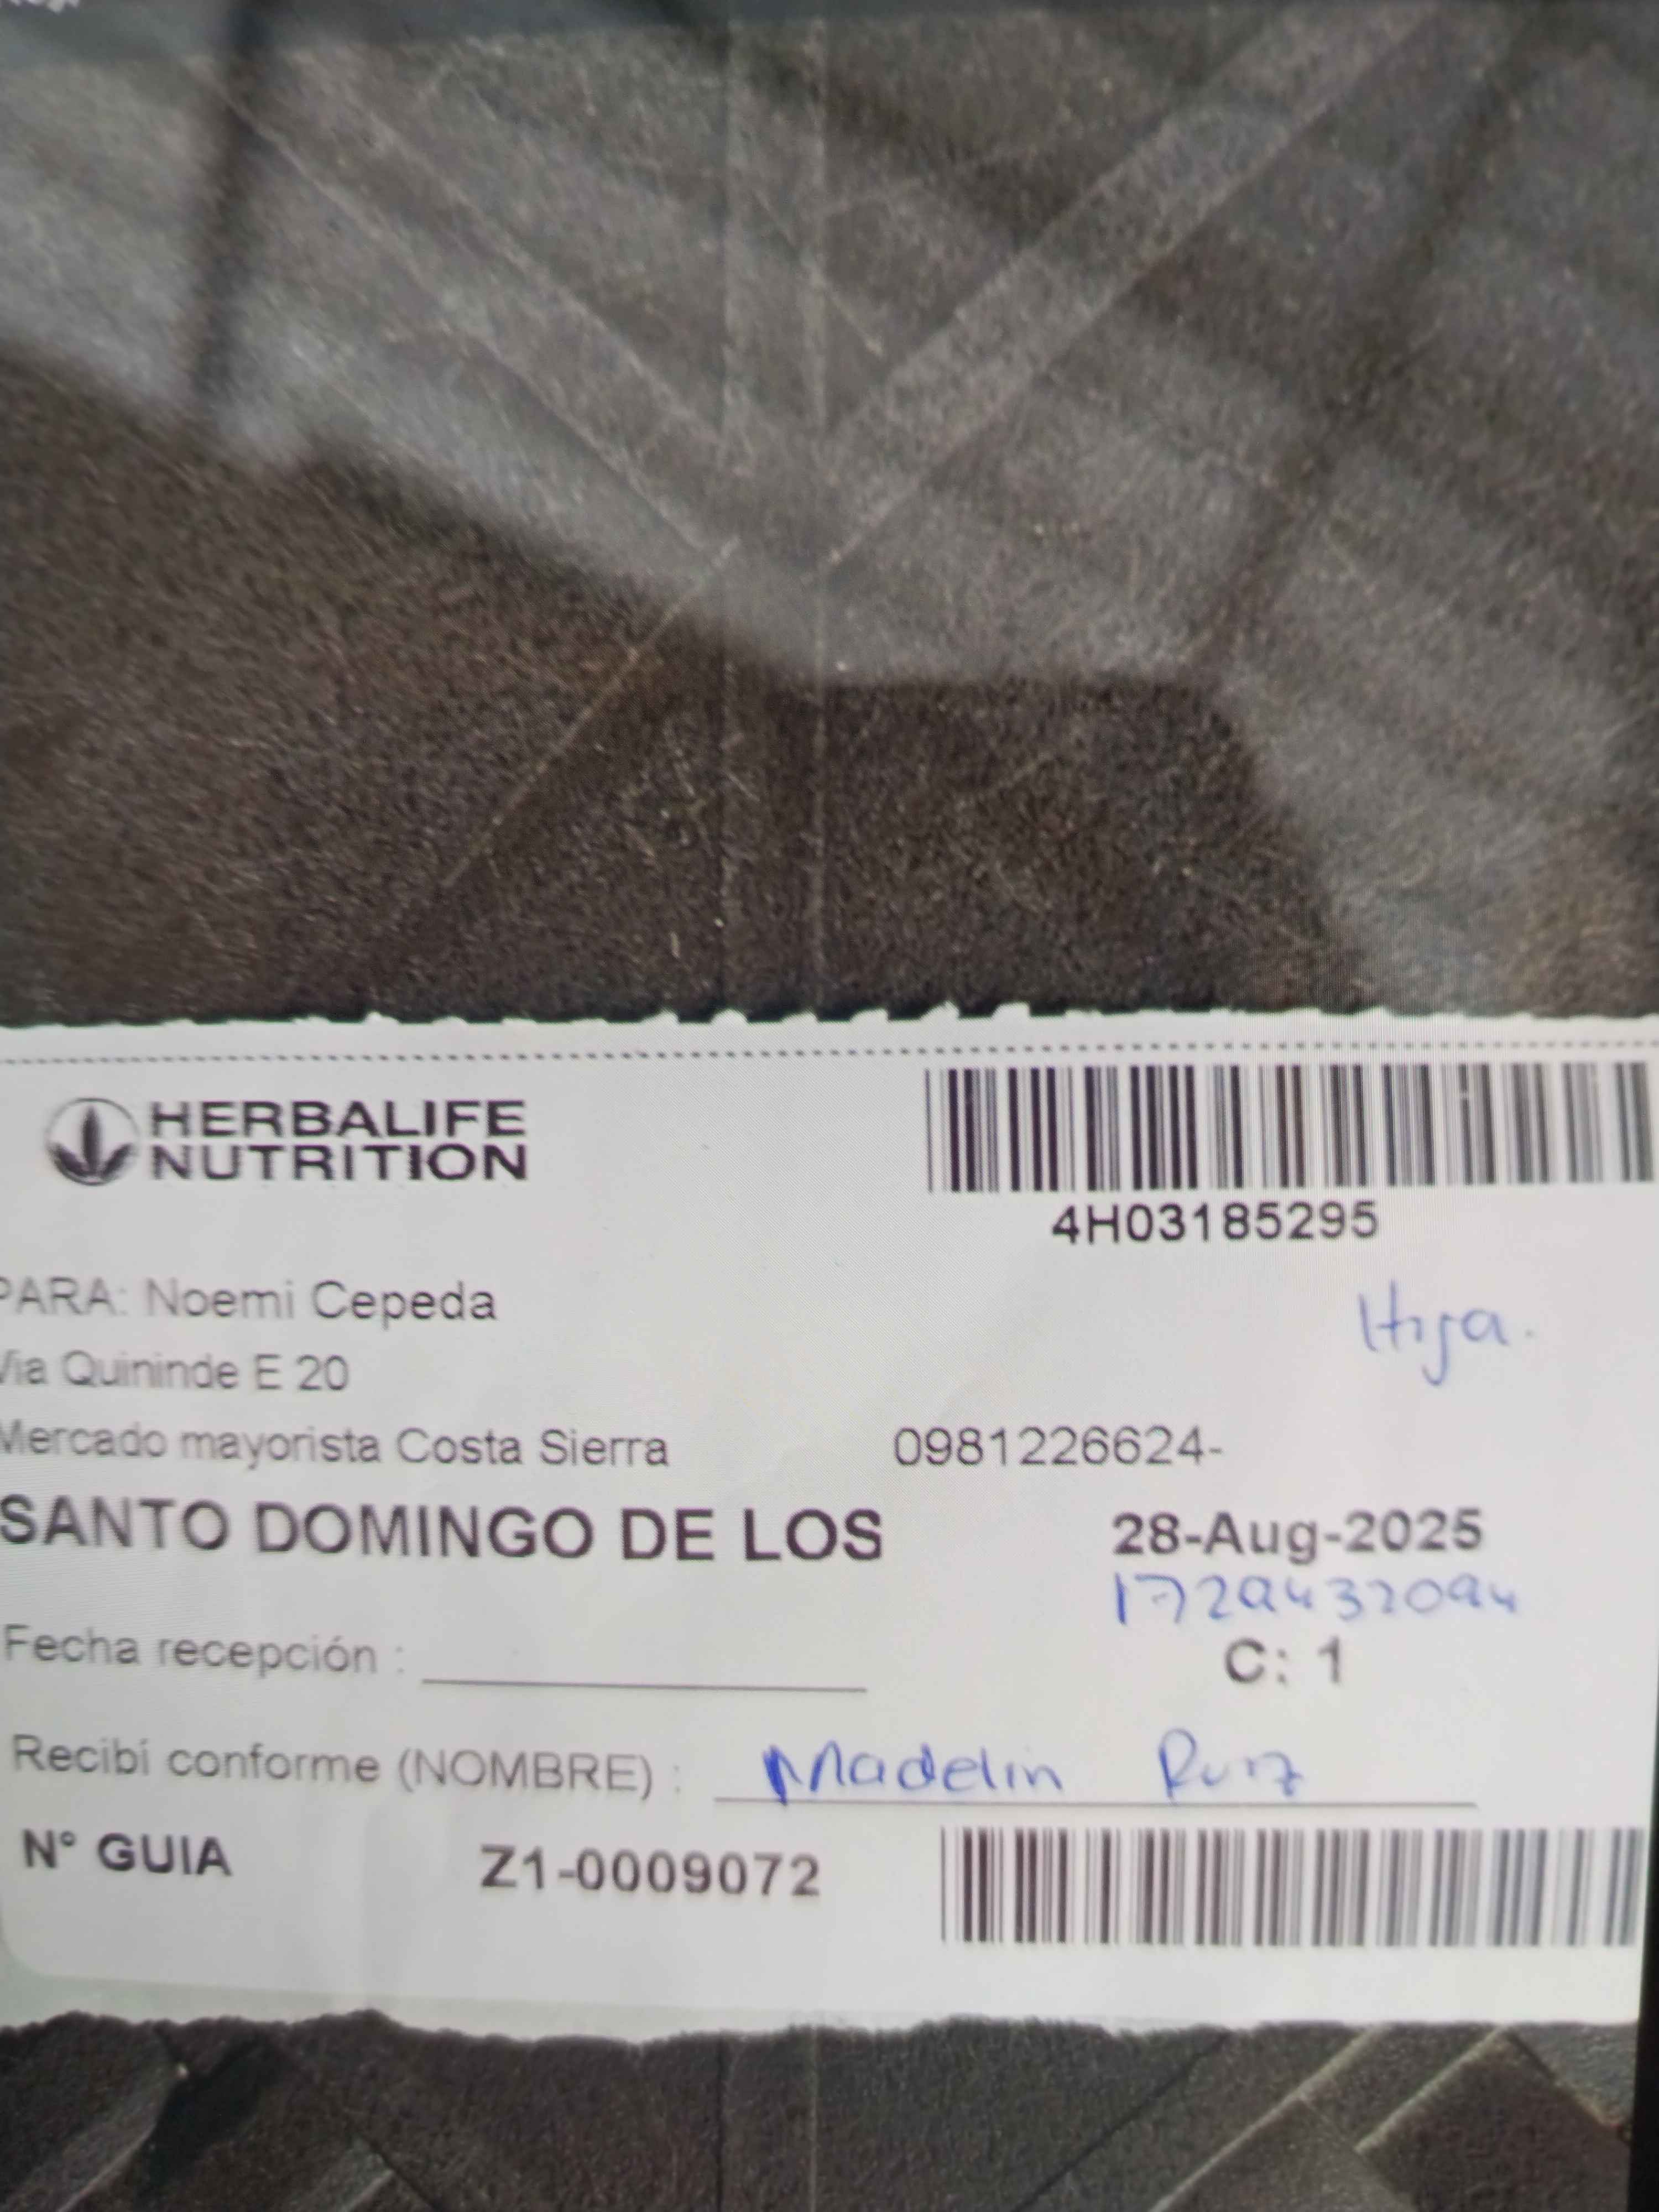 HERBALIFE
NUTRITION
4H03185295
PARA: Noemi Cepeda
Hija.
Via Quininde E 20
Mercado mayorista Costa Sierra 0981226624-
SANTO DOMINGO DE LOS 28-Aug-2025
Fecha recepción :
C: 1
Recibí conforme (NOMBRE) : Madelin Ruiz
N° GUIA Z1-0009072